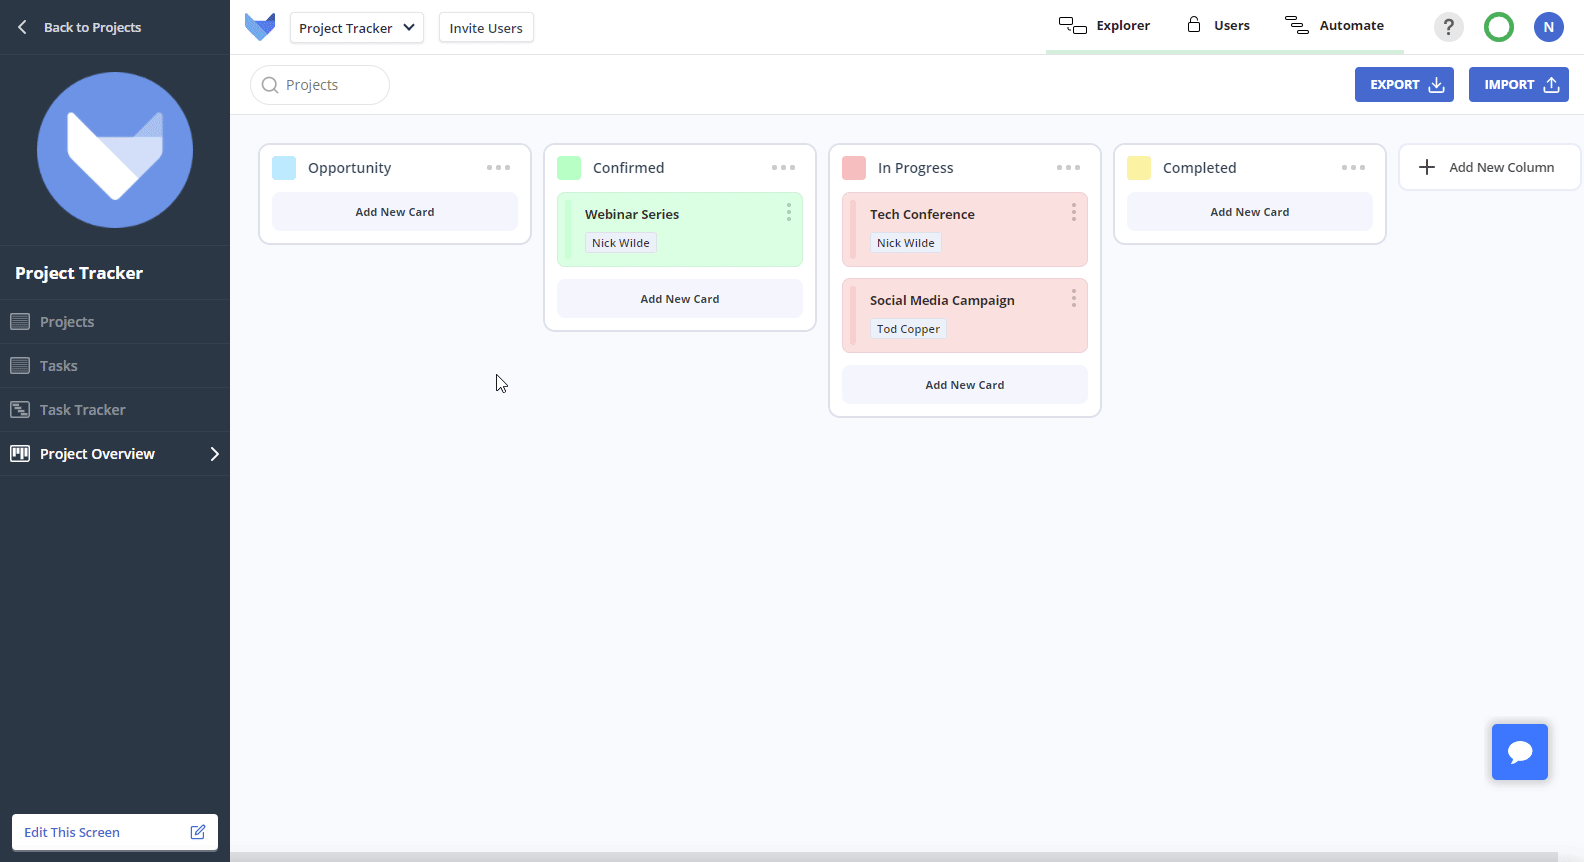 Back to Projects
Project Tracker
Projects
Tasks
Task Tracker
Project Overview
Edit This Screen
Project Tracker
Invite Users
Explorer
Users
Automate
?
N
Projects
EXPORT
IMPORT
Opportunity
Add New Card
Confirmed
Webinar Series
Nick Wilde
Add New Card
In Progress
Tech Conference
Nick Wilde
Social Media Campaign
Tod Copper
Add New Card
Completed
Add New Card
Add New Column